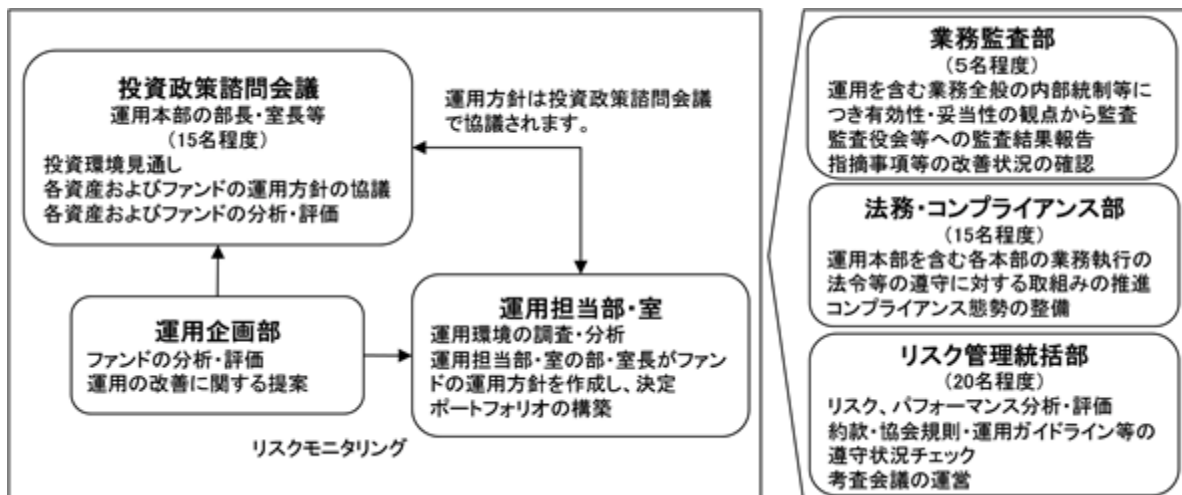 投資政策諮問会議
運用本部の部長・室長等
(15名程度)
投資環境見通し
各資産およびファンドの運用方針の協議
各資産およびファンドの分析・評価
運用方針は投資政策諮問会議
で協議されます。
運用企画部
ファンドの分析・評価
運用の改善に関する提案
運用担当部・室
運用環境の調査・分析
運用担当部・室の部・室長がファン
ドの運用方針を作成し、決定
ポートフォリオの構築
リスクモニタリング
業務監査部
(5名程度)
運用を含む業務全般の内部統制等に
つき有効性・妥当性の観点から監査
監査役会等への監査結果報告
指摘事項等の改善状況の確認
法務・コンプライアンス部
(15名程度)
運用本部を含む各本部の業務執行の
法令等の遵守に対する取組みの推進
コンプライアンス態勢の整備
リスク管理統括部
(20名程度)
リスク、パフォーマンス分析・評価
約款・協会規則・運用ガイドライン等の
遵守状況チェック
考査会議の運営